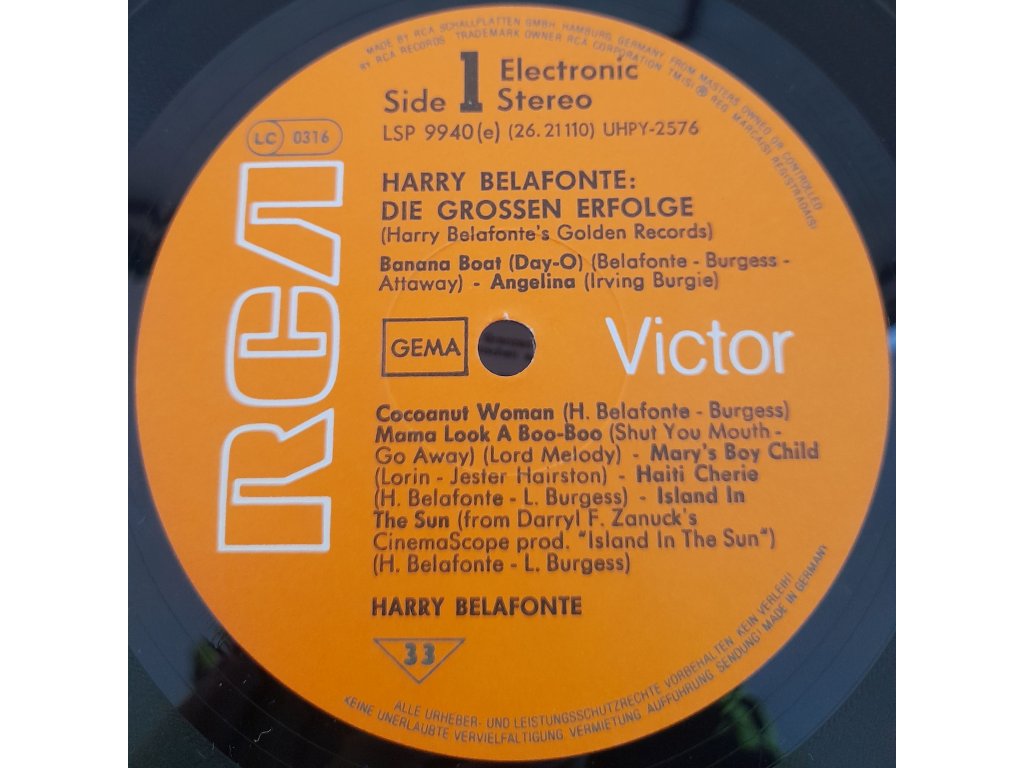 MADE BY RCA SCHALLPLATTEN GMBH HAMBURG, GERMANY, FROM MASTERS OWNED OR CONTROLLED
BY RCA RECORDS TRADEMARK OWNER RCA CORPORATION TM(S) ® REG. MARCA(S) REGISTRADA(S)
Side 1 Electronic
Stereo
LSP 9940(e) (26.21110) UHPY-2576
LC 0316
RCA
HARRY BELAFONTE:
DIE GROSSEN ERFOLGE
(Harry Belafonte's Golden Records)
Banana Boat (Day-O) (Belafonte - Burgess -
Attaway) - Angelina (Irving Burgie)
GEMA
Victor
Cocoanut Woman (H. Belafonte - Burgess)
Mama Look A Boo-Boo (Shut You Mouth -
Go Away) (Lord Melody) - Mary's Boy Child
(Lorin - Jester Hairston) - Haiti Cherie
(H. Belafonte - L. Burgess) - Island In
The Sun (from Darryl F. Zanuck's
CinemaScope prod. "Island In The Sun")
(H. Belafonte - L. Burgess)
HARRY BELAFONTE
33
ALLE URHEBER- UND LEISTUNGSSCHUTZRECHTE VORBEHALTEN KEIN VERLEIH!
KEINE UNERLAUBTE VERVIELFÄLTIGUNG, VERMIETUNG, AUFFÜHRUNG, SENDUNG! MADE IN GERMANY